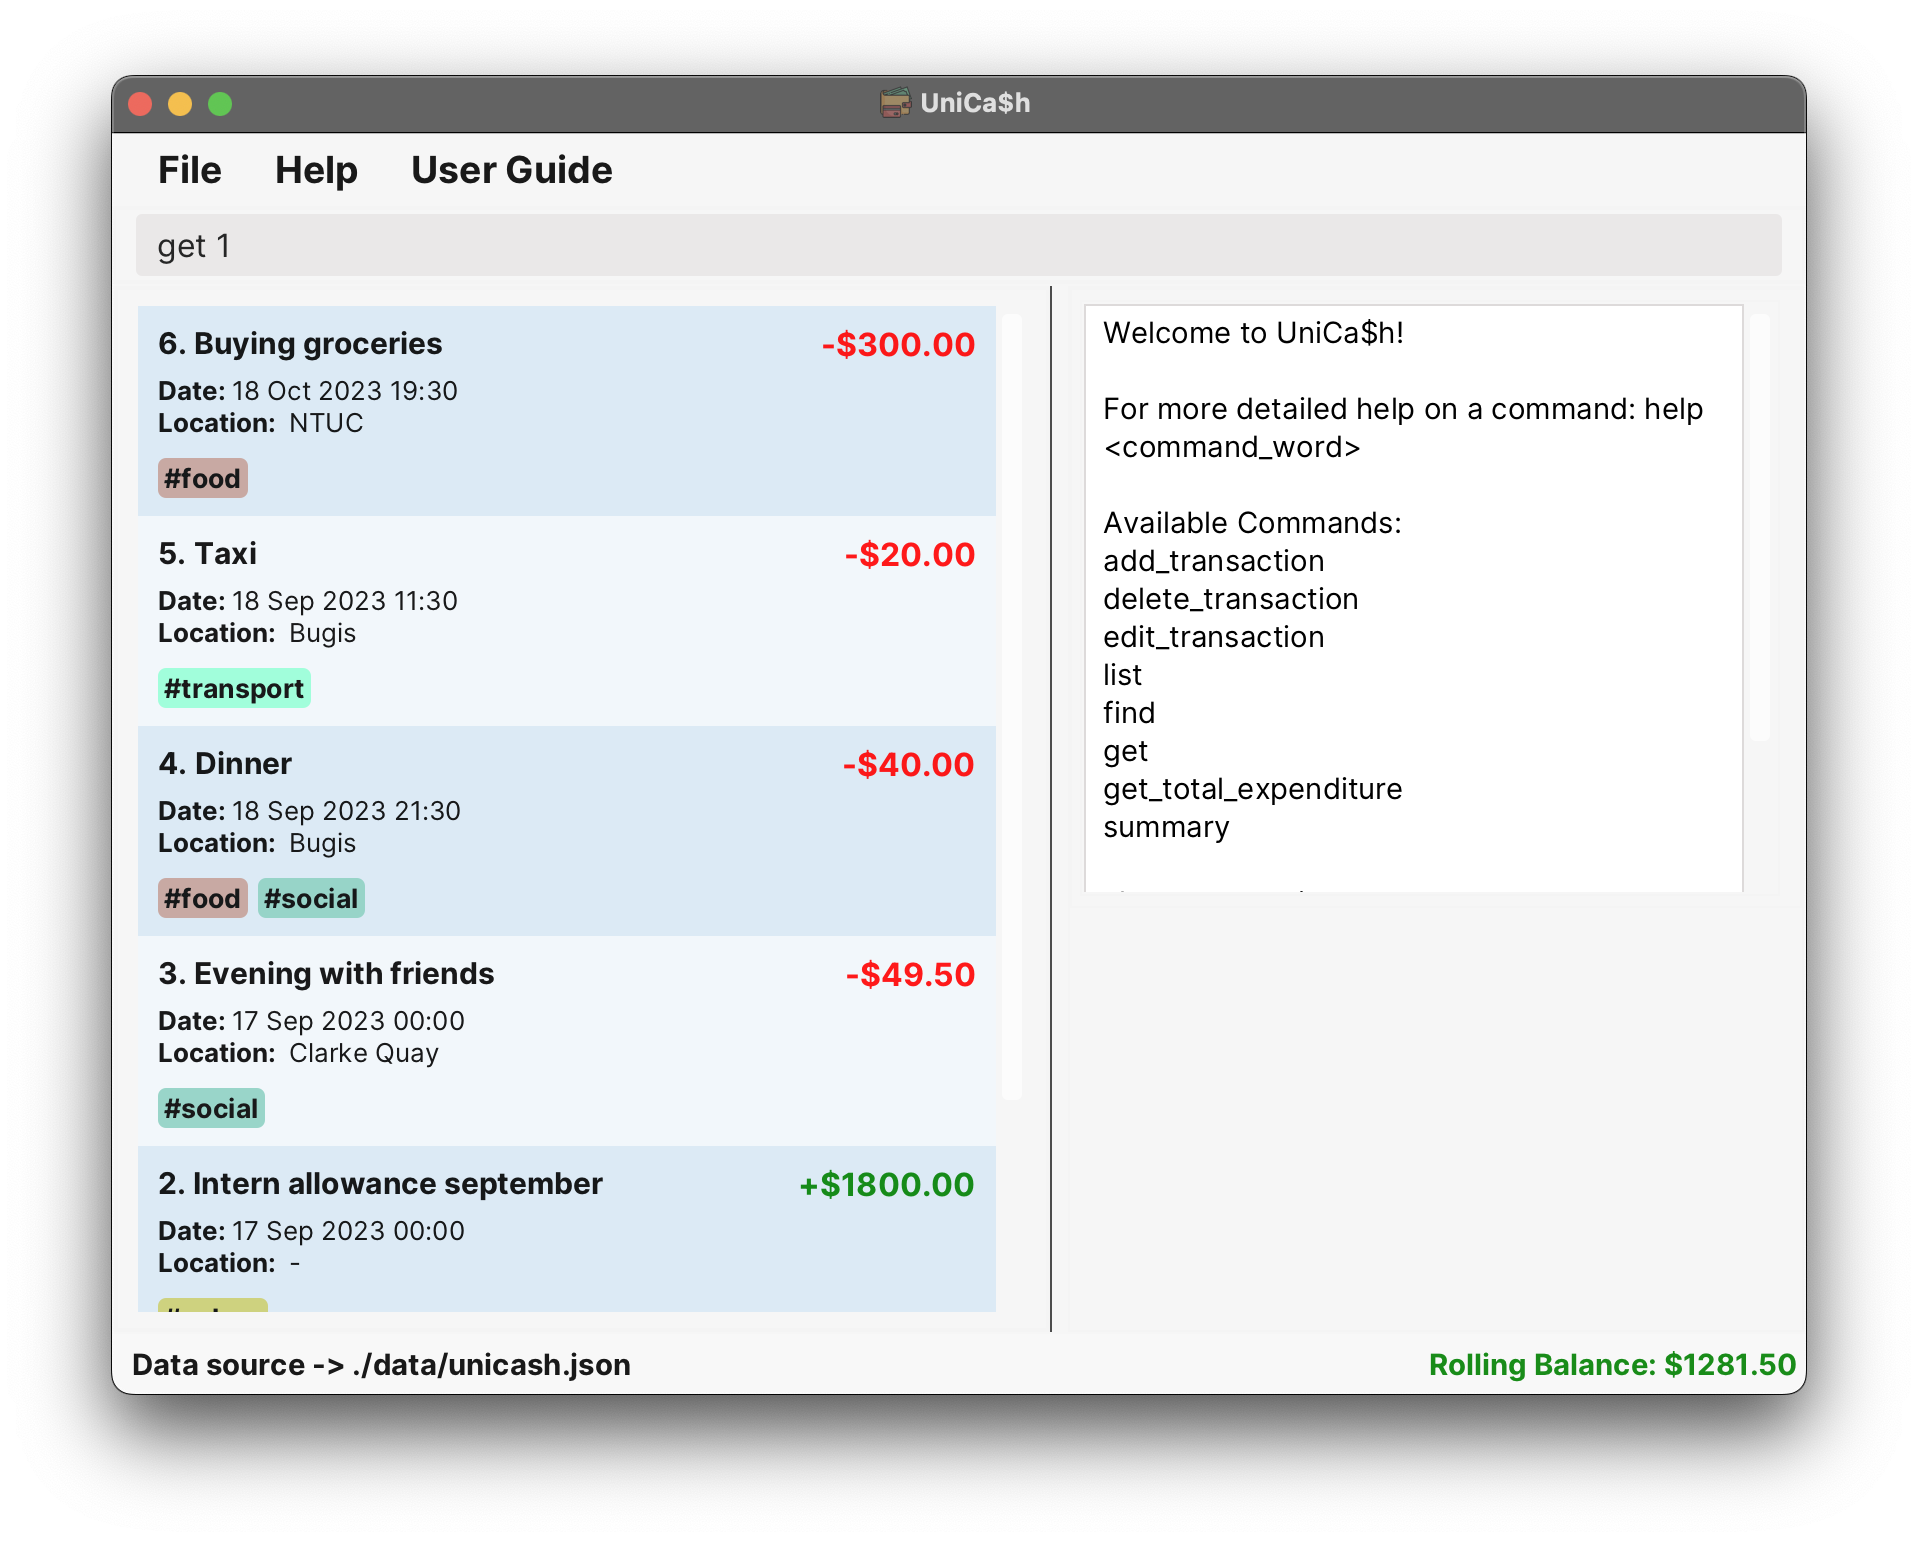 UniCa$h
File Help User Guide
get 1
6. Buying groceries -$300.00
Date: 18 Oct 2023 19:30
Location: NTUC
#food
5. Taxi -$20.00
Date: 18 Sep 2023 11:30
Location: Bugis
#transport
4. Dinner -$40.00
Date: 18 Sep 2023 21:30
Location: Bugis
#food #social
3. Evening with friends -$49.50
Date: 17 Sep 2023 00:00
Location: Clarke Quay
#social
2. Intern allowance september +$1800.00
Date: 17 Sep 2023 00:00
Location: -
Welcome to UniCa$h!
For more detailed help on a command: help
<command_word>
Available Commands:
add_transaction
delete_transaction
edit_transaction
list
find
get
get_total_expenditure
summary
Data source -> ./data/unicash.json
Rolling Balance: $1281.50